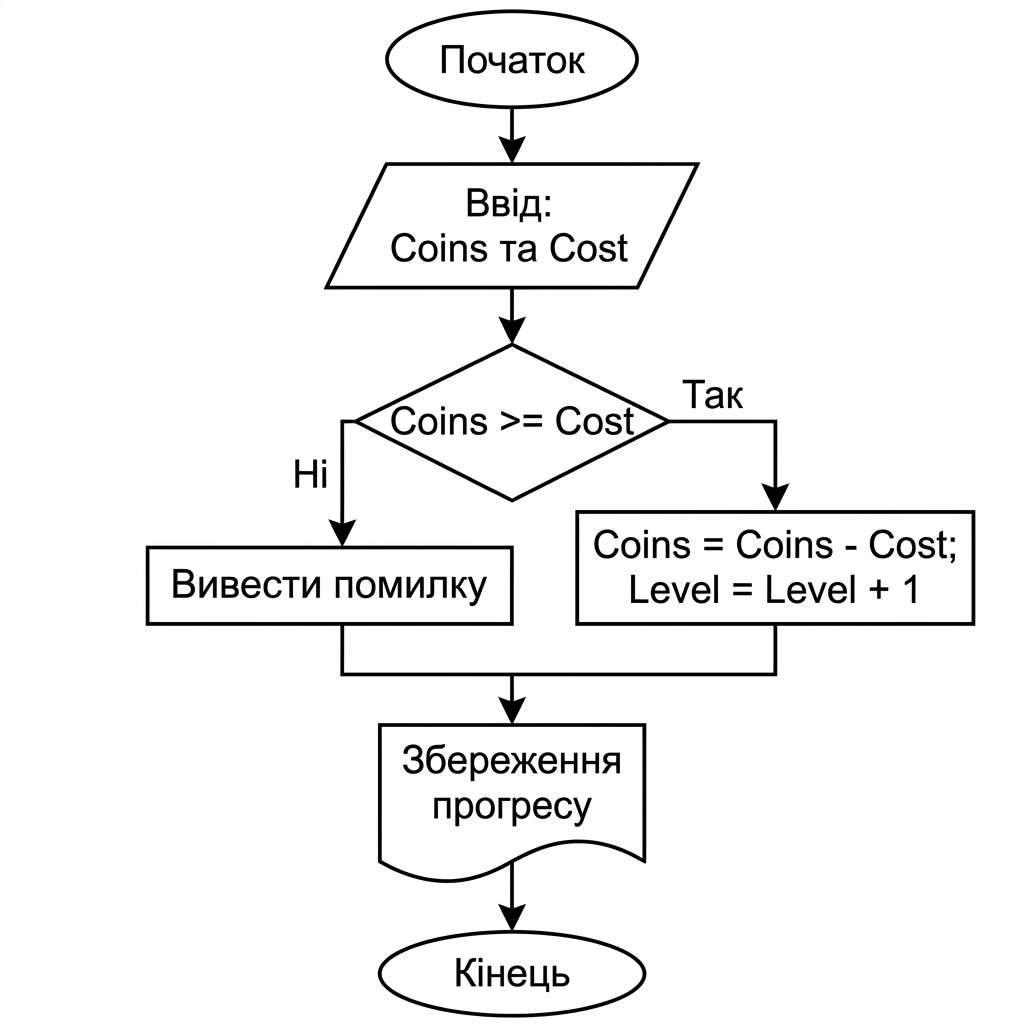 Початок
Ввід:
Coins та Cost
Coins >= Cost
Так
Ні
Coins = Coins - Cost;
Level = Level + 1
Вивести помилку
Збереження
прогресу
Кінець